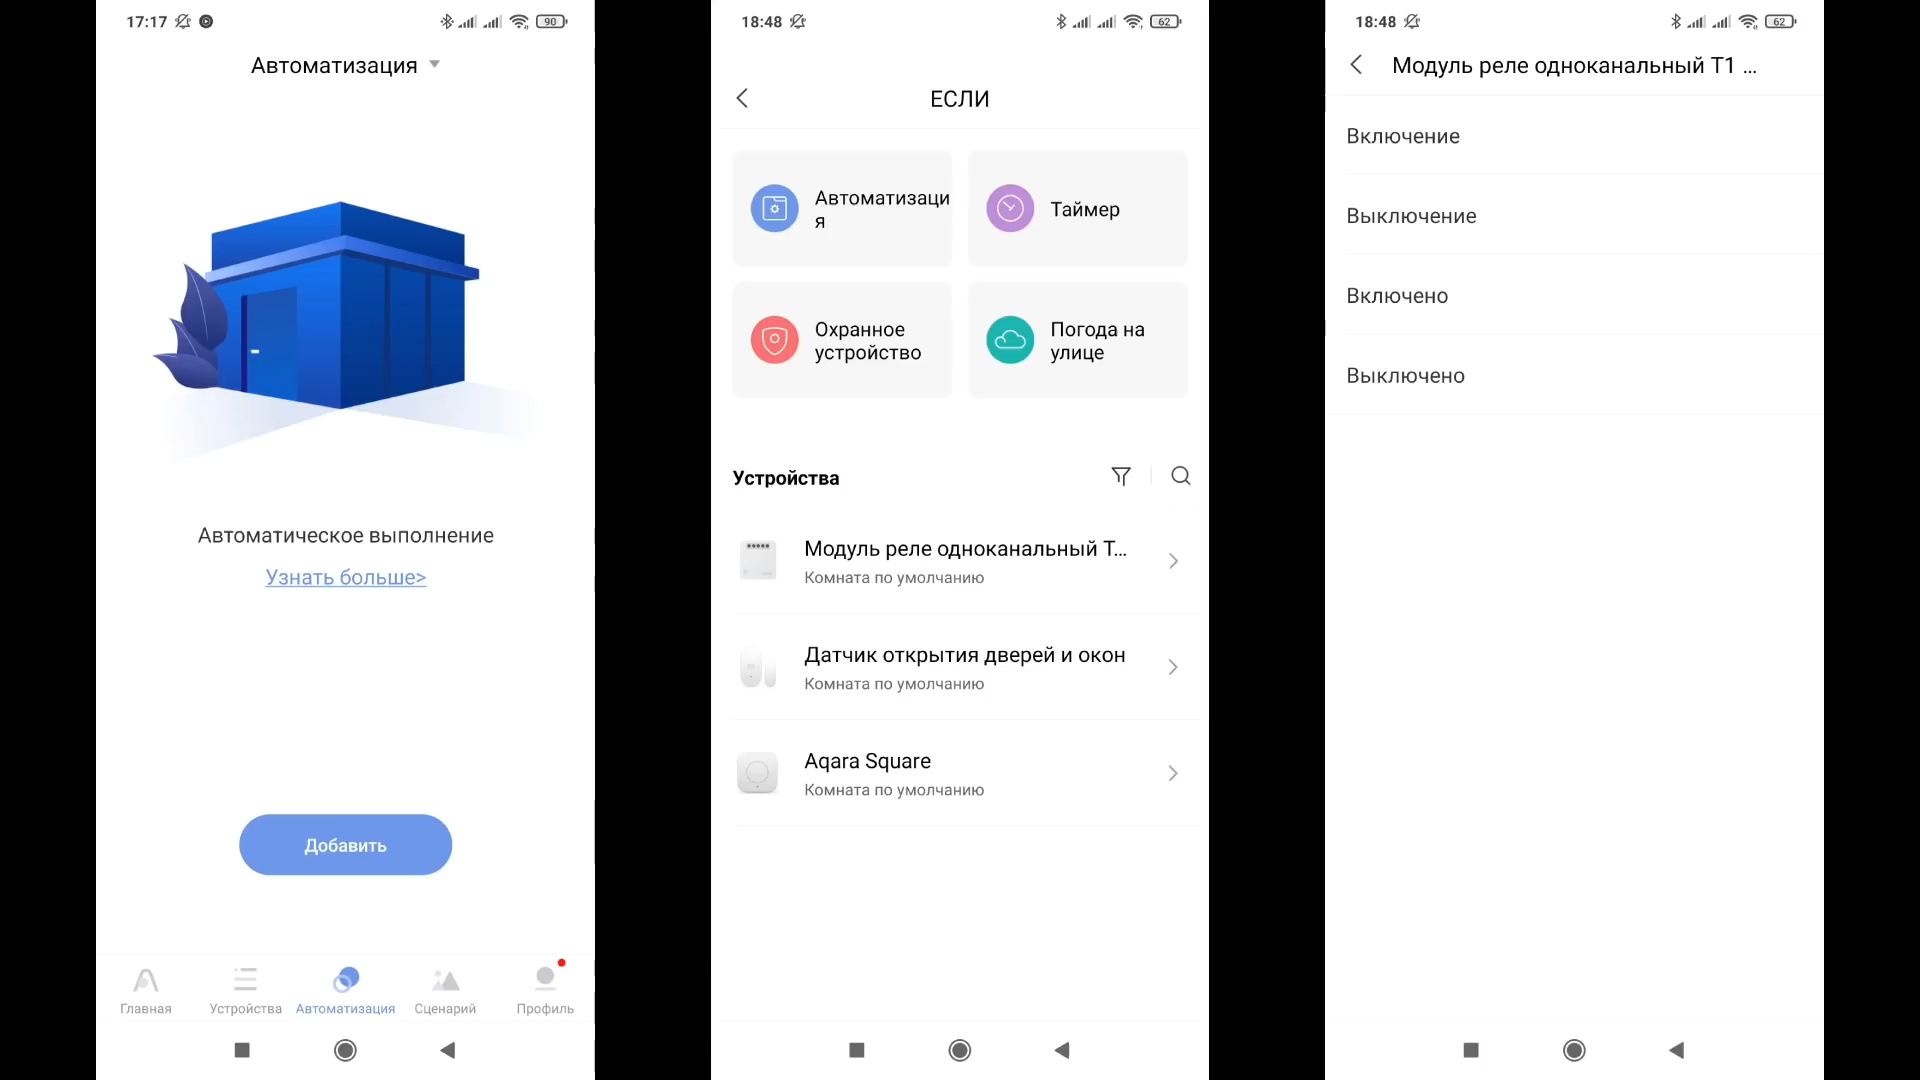 17:17
90
Автоматизация
Автоматическое выполнение
Узнать больше>
Добавить
Главная
Устройства
Автоматизация
Сценарий
Профиль
18:48
62
ЕСЛИ
Автоматизаци
я
Таймер
Охранное
устройство
Погода на
улице
Устройства
Модуль реле одноканальный Т...
Комната по умолчанию
Датчик открытия дверей и окон
Комната по умолчанию
Aqara Square
Комната по умолчанию
18:48
62
Модуль реле одноканальный Т1 ...
Включение
Выключение
Включено
Выключено